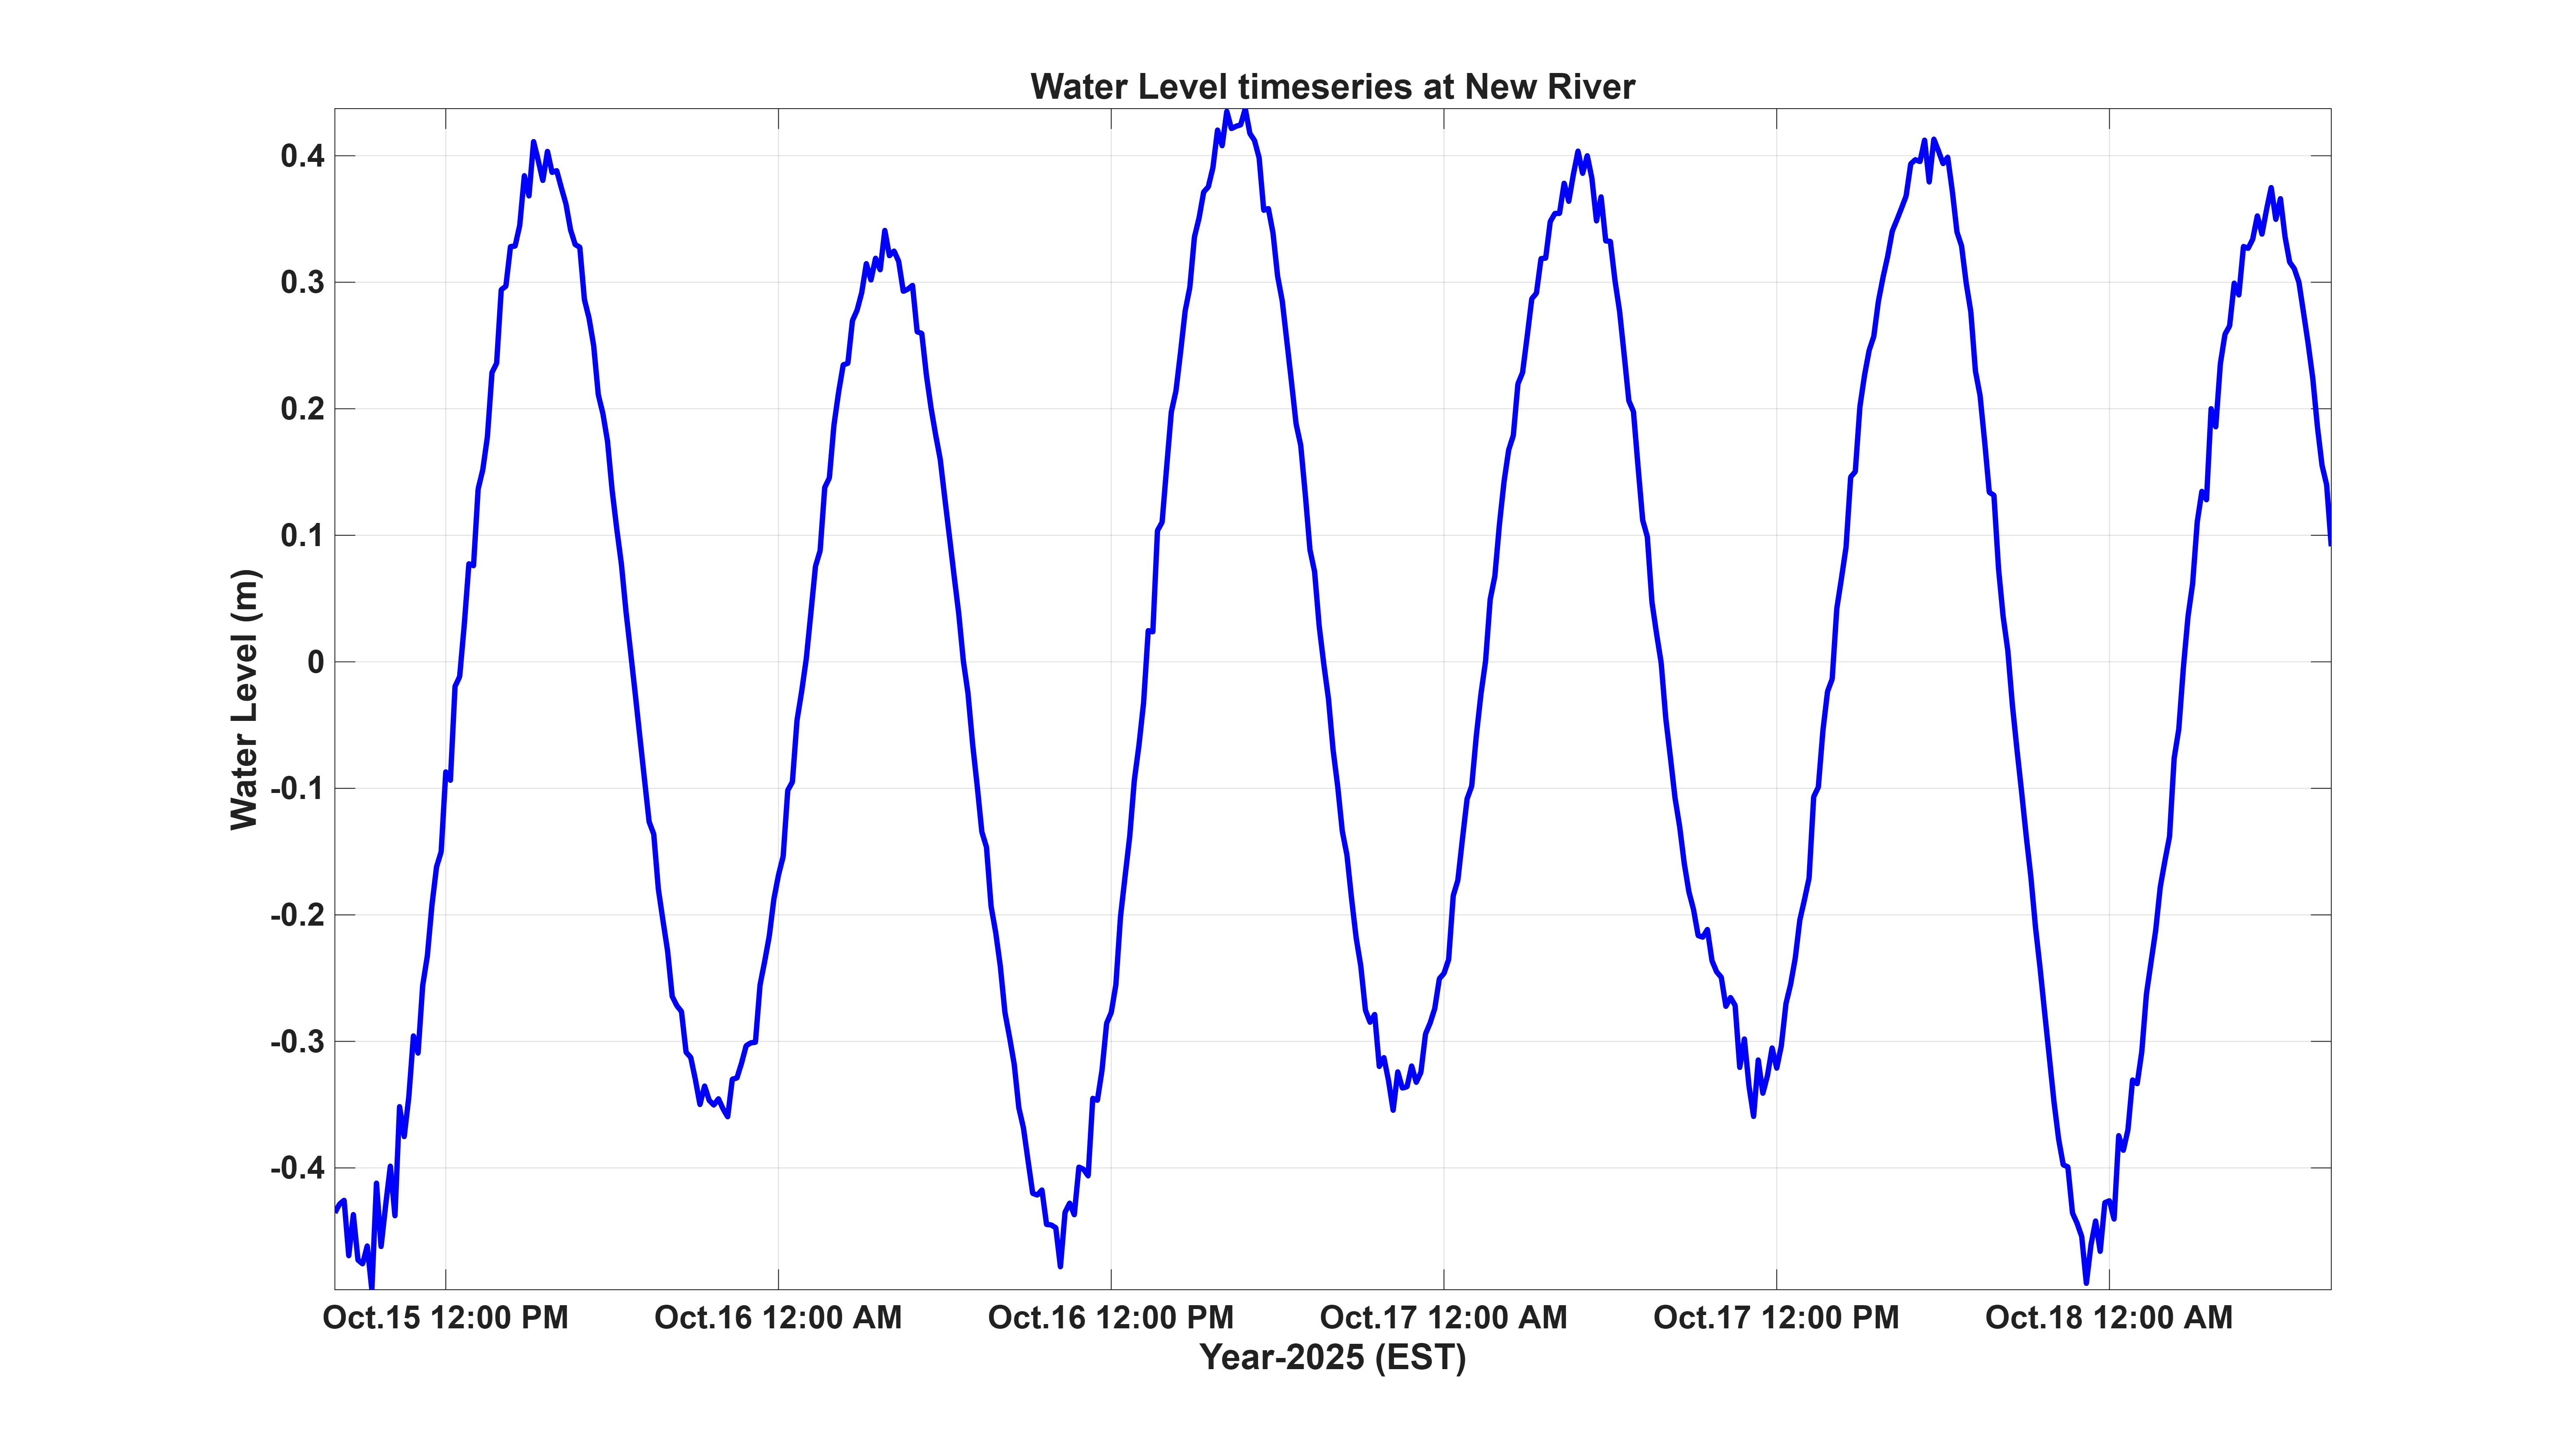 Water Level timeseries at New River
0.4
0.3
0.2
0.1
0
-0.1
-0.2
-0.3
-0.4
Water Level (m)
Oct.15 12:00 PM Oct.16 12:00 AM Oct.16 12:00 PM Oct.17 12:00 AM Oct.17 12:00 PM Oct.18 12:00 AM
Year-2025 (EST)